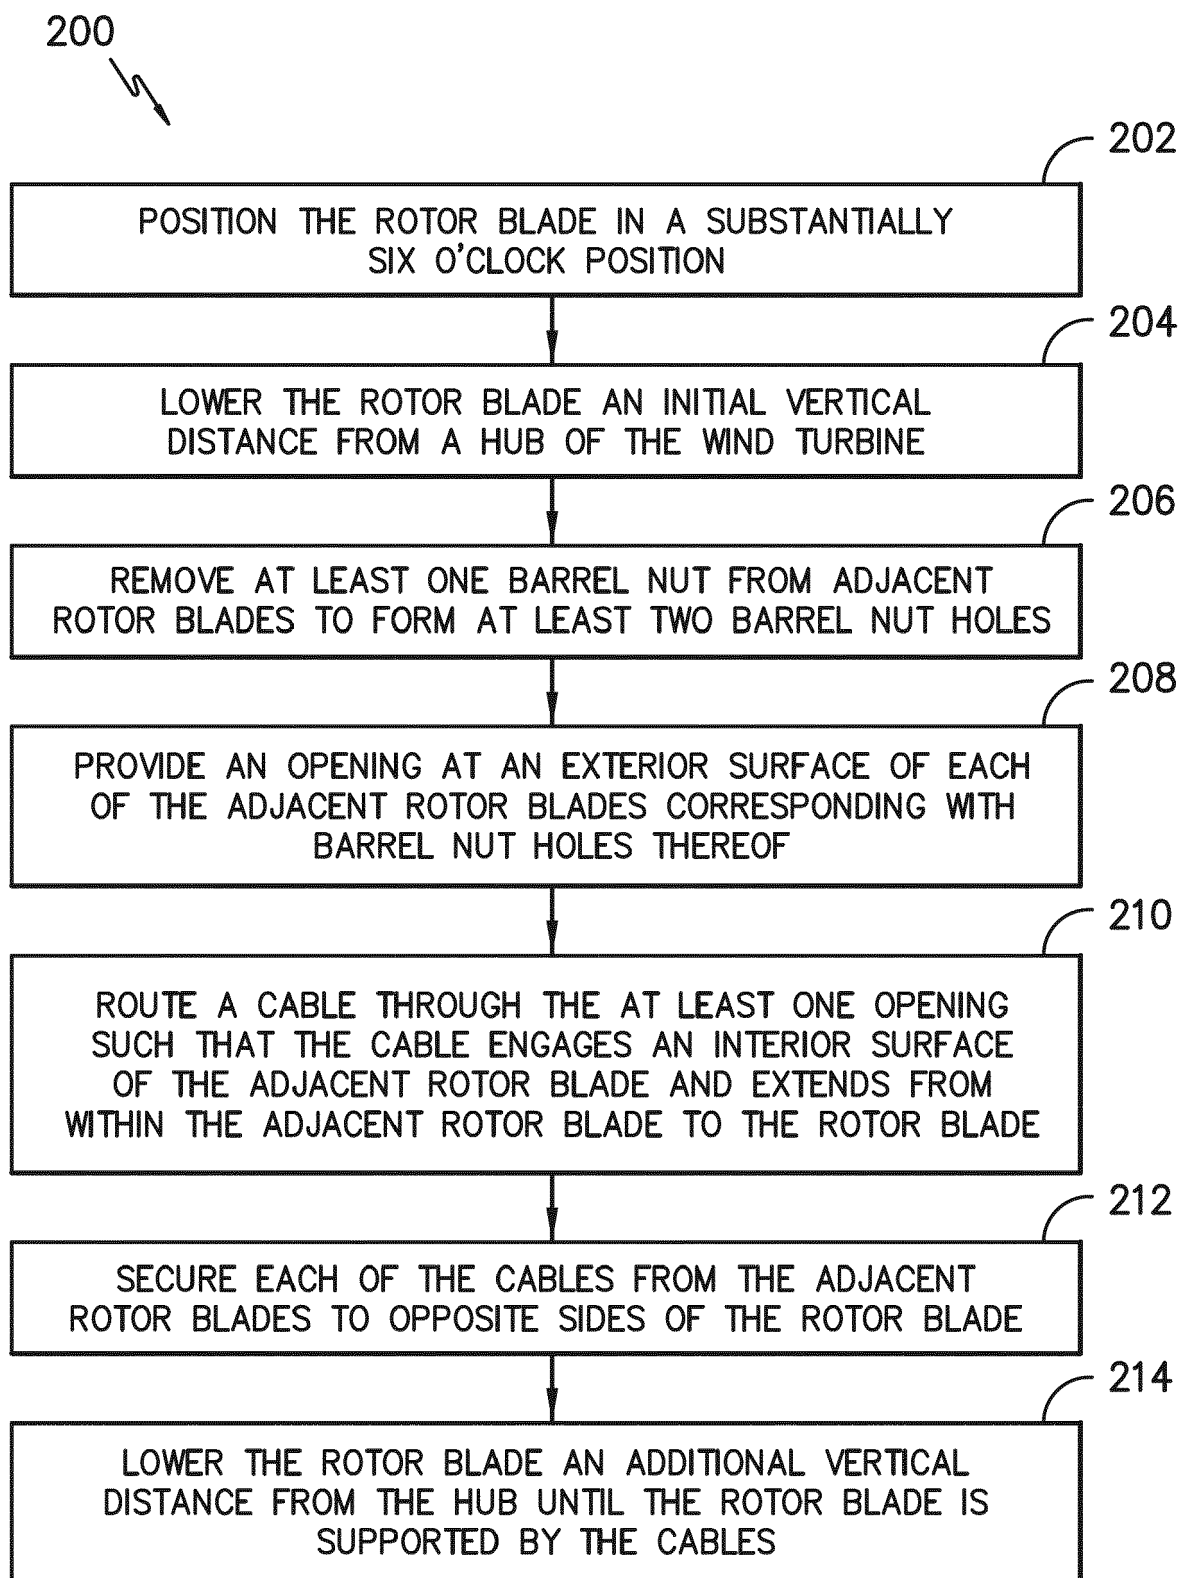 200
202
POSITION THE ROTOR BLADE IN A SUBSTANTIALLY
SIX O'CLOCK POSITION
204
LOWER THE ROTOR BLADE AN INITIAL VERTICAL
DISTANCE FROM A HUB OF THE WIND TURBINE
206
REMOVE AT LEAST ONE BARREL NUT FROM ADJACENT
ROTOR BLADES TO FORM AT LEAST TWO BARREL NUT HOLES
208
PROVIDE AN OPENING AT AN EXTERIOR SURFACE OF EACH
OF THE ADJACENT ROTOR BLADES CORRESPONDING WITH
BARREL NUT HOLES THEREOF
210
ROUTE A CABLE THROUGH THE AT LEAST ONE OPENING
SUCH THAT THE CABLE ENGAGES AN INTERIOR SURFACE
OF THE ADJACENT ROTOR BLADE AND EXTENDS FROM
WITHIN THE ADJACENT ROTOR BLADE TO THE ROTOR BLADE
212
SECURE EACH OF THE CABLES FROM THE ADJACENT
ROTOR BLADES TO OPPOSITE SIDES OF THE ROTOR BLADE
214
LOWER THE ROTOR BLADE AN ADDITIONAL VERTICAL
DISTANCE FROM THE HUB UNTIL THE ROTOR BLADE IS
SUPPORTED BY THE CABLES